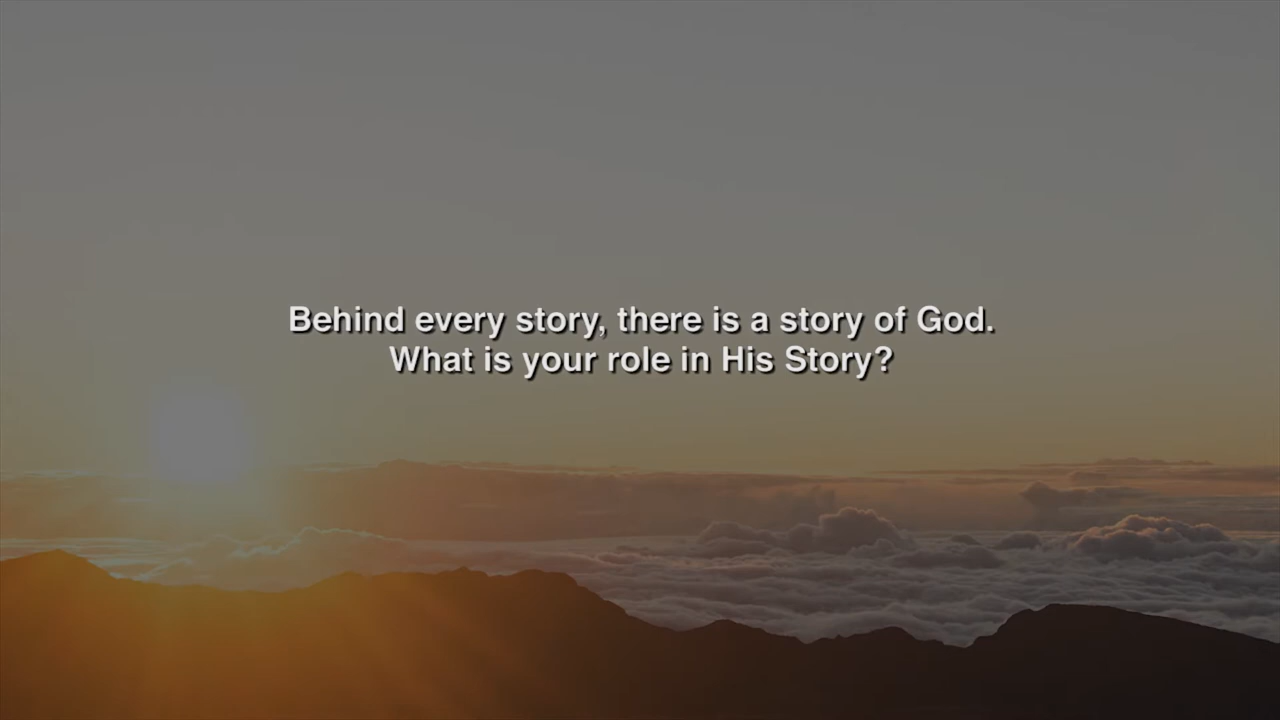 Behind every story, there is a story of God.
What is your role in His Story?